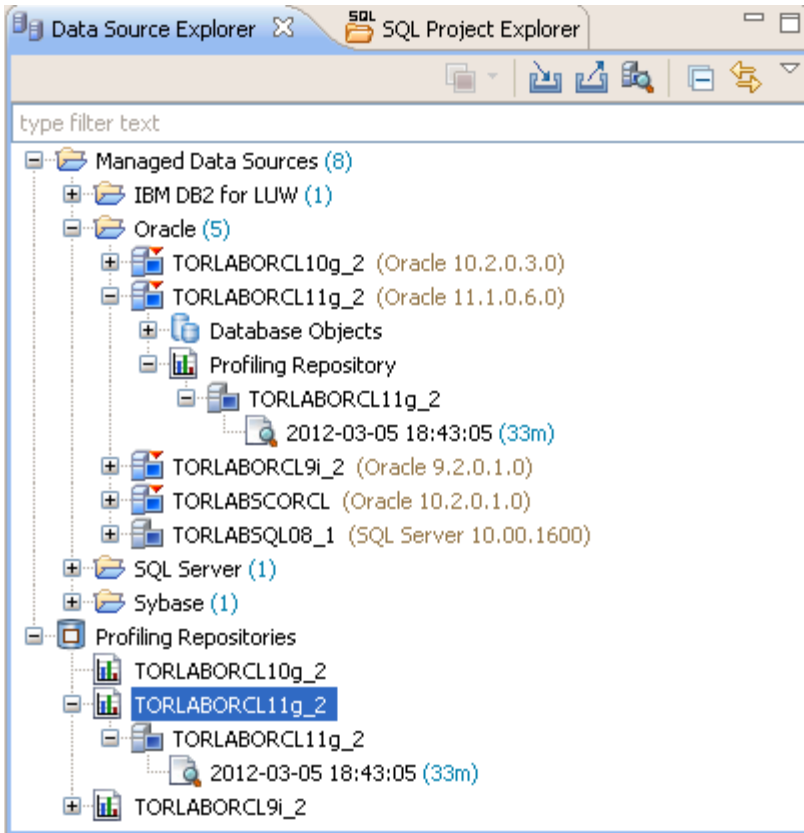 Data Source Explorer SQL SQL Project Explorer
type filter text
Managed Data Sources (8)
IBM DB2 for LUW (1)
Oracle (5)
TORLABORCL10g_2 (Oracle 10.2.0.3.0)
TORLABORCL11g_2 (Oracle 11.1.0.6.0)
Database Objects
Profiling Repository
TORLABORCL11g_2
2012-03-05 18:43:05 (33m)
TORLABORCL9i_2 (Oracle 9.2.0.1.0)
TORLABSCORCL (Oracle 10.2.0.1.0)
TORLABSQL08_1 (SQL Server 10.00.1600)
SQL Server (1)
Sybase (1)
Profiling Repositories
TORLABORCL10g_2
TORLABORCL11g_2
TORLABORCL11g_2
2012-03-05 18:43:05 (33m)
TORLABORCL9i_2